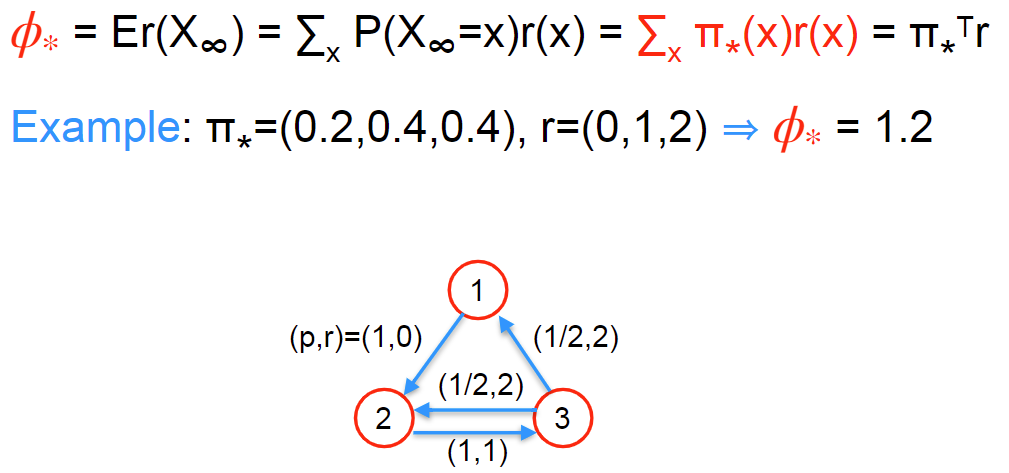 ϕ* = Er(X∞) = ∑x P(X∞=x)r(x) = ∑x π*(x)r(x) = π*ᵀr
Example: π*=(0.2,0.4,0.4), r=(0,1,2) ⇒ ϕ* = 1.2
1
(p,r)=(1,0)
(1/2,2)
(1/2,2)
2
3
(1,1)